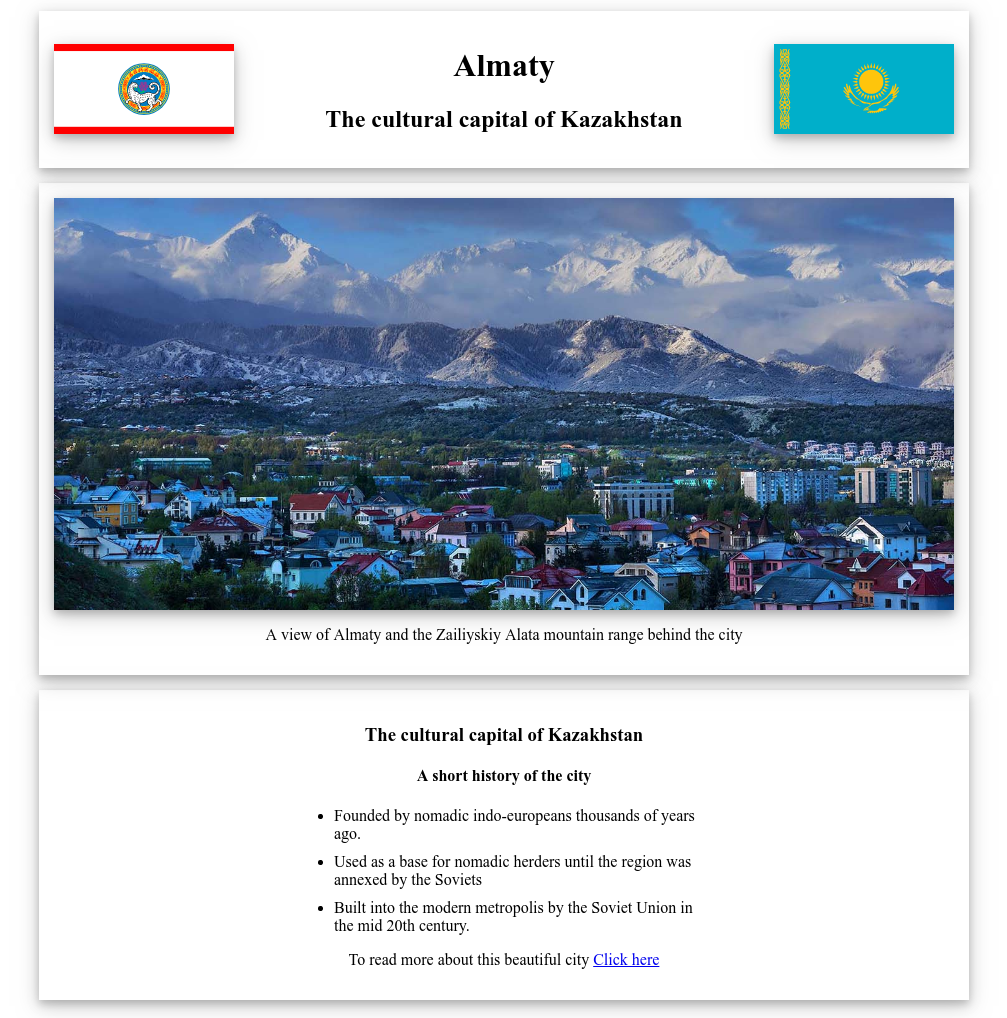 Almaty
The cultural capital of Kazakhstan
A view of Almaty and the Zailiyskiy Alata mountain range behind the city
The cultural capital of Kazakhstan
A short history of the city
Founded by nomadic indo-europeans thousands of years
ago.
Used as a base for nomadic herders until the region was
annexed by the Soviets
Built into the modern metropolis by the Soviet Union in
the mid 20th century.
To read more about this beautiful city Click here